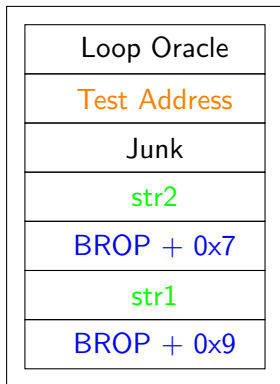 Loop Oracle
Test Address
Junk
str2
BROP + 0x7
str1
BROP + 0x9